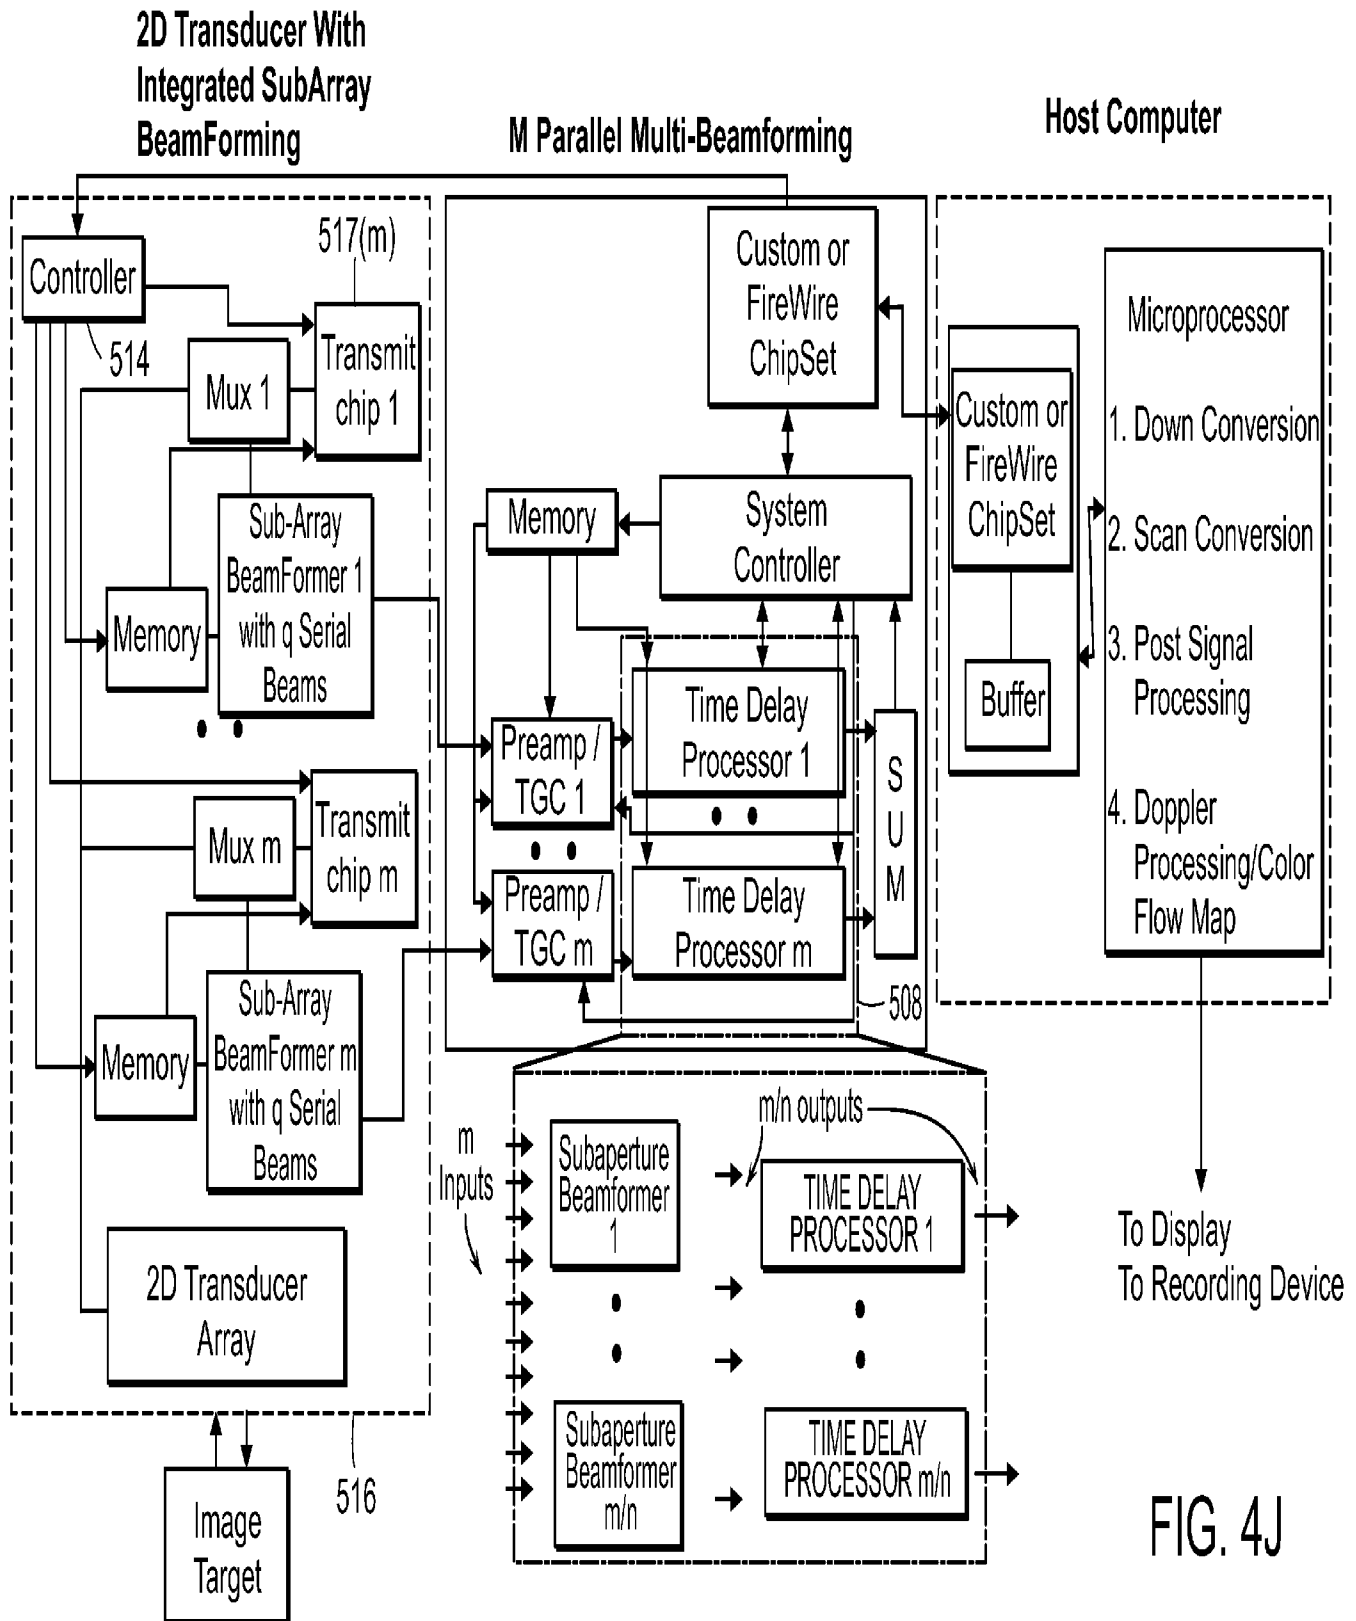 2D Transducer With
Integrated SubArray
BeamForming
M Parallel Multi-Beamforming
Host Computer
Controller
514
517(m)
Transmit
chip 1
Mux 1
Sub-Array
BeamFormer 1
with q Serial
Beams
Memory
Transmit
chip m
Mux m
Sub-Array
BeamFormer m
with q Serial
Beams
Memory
2D Transducer
Array
516
Image
Target
Custom or
FireWire
ChipSet
System
Controller
Memory
Preamp /
TGC 1
Time Delay
Processor 1
Preamp /
TGC m
Time Delay
Processor m
S
U
M
508
m
Inputs
Subaperture
Beamformer
1
m/n outputs
TIME DELAY
PROCESSOR 1
Subaperture
Beamformer
m/n
TIME DELAY
PROCESSOR m/n
Custom or
FireWire
ChipSet
Buffer
Microprocessor
1. Down Conversion
2. Scan Conversion
3. Post Signal
Processing
4. Doppler
Processing/Color
Flow Map
To Display
To Recording Device
FIG. 4J